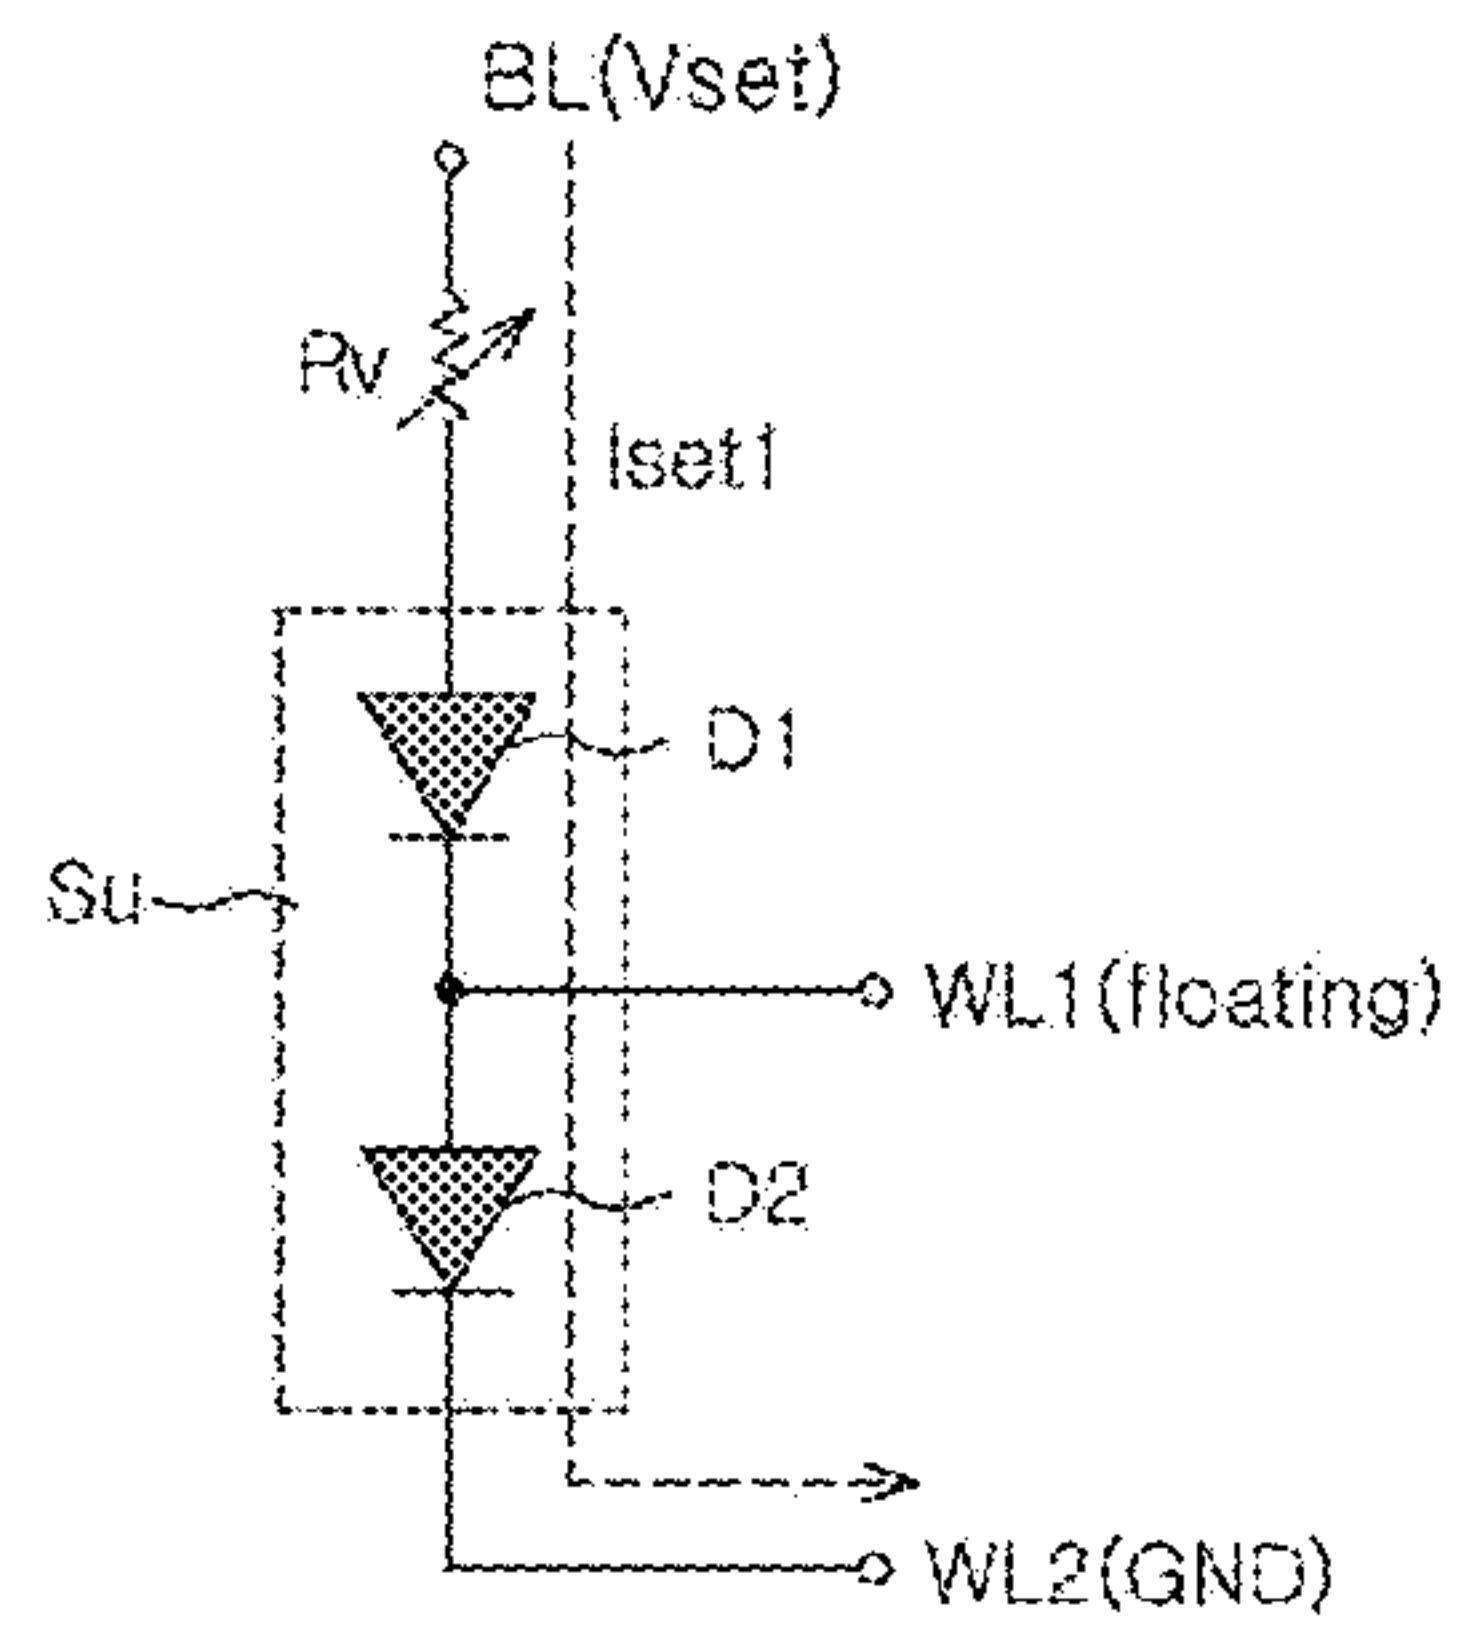 BL(Vset)
Rv
Iset1
D1
Su
WL1(floating)
D2
WL2(GND)